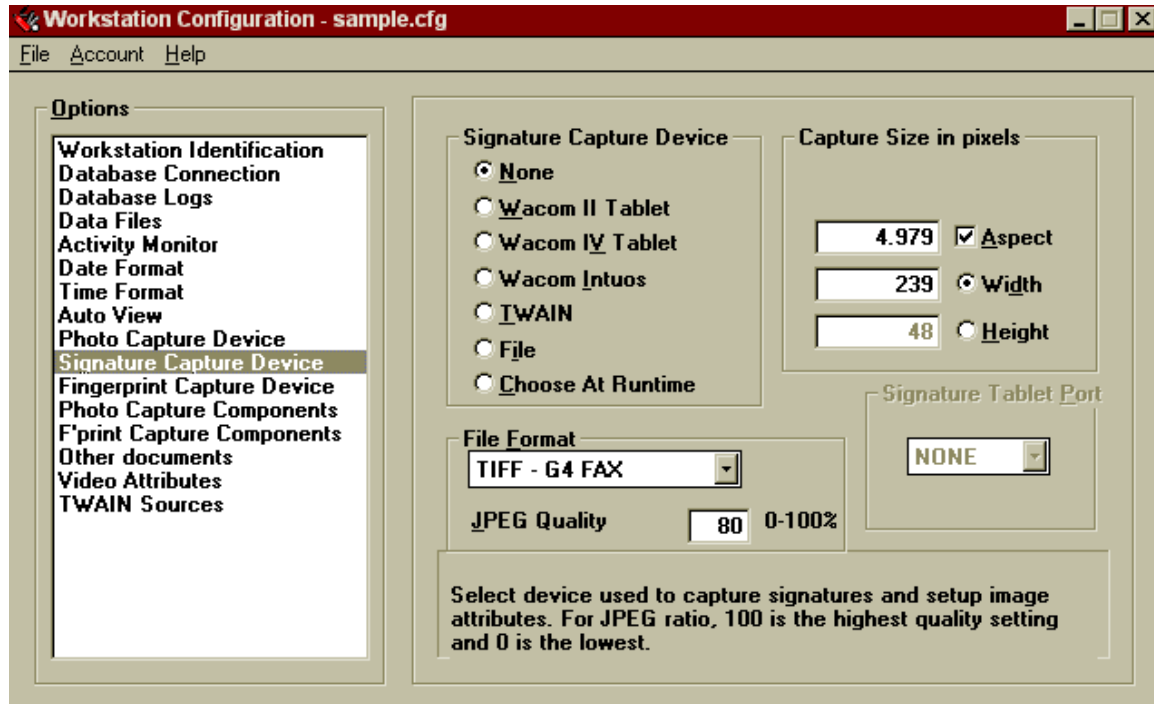 Workstation Configuration - sample.cfg
File Account Help
Options
Workstation Identification
Database Connection
Database Logs
Data Files
Activity Monitor
Date Format
Time Format
Auto View
Photo Capture Device
Signature Capture Device
Fingerprint Capture Device
Photo Capture Components
F'print Capture Components
Other documents
Video Attributes
TWAIN Sources
Signature Capture Device
None
Wacom II Tablet
Wacom IV Tablet
Wacom Intuos
TWAIN
File
Choose At Runtime
Capture Size in pixels
4.979 Aspect
239 Width
48 Height
Signature Tablet Port
NONE
File Format
TIFF - G4 FAX
JPEG Quality 80 0-100%
Select device used to capture signatures and setup image
attributes. For JPEG ratio, 100 is the highest quality setting
and 0 is the lowest.